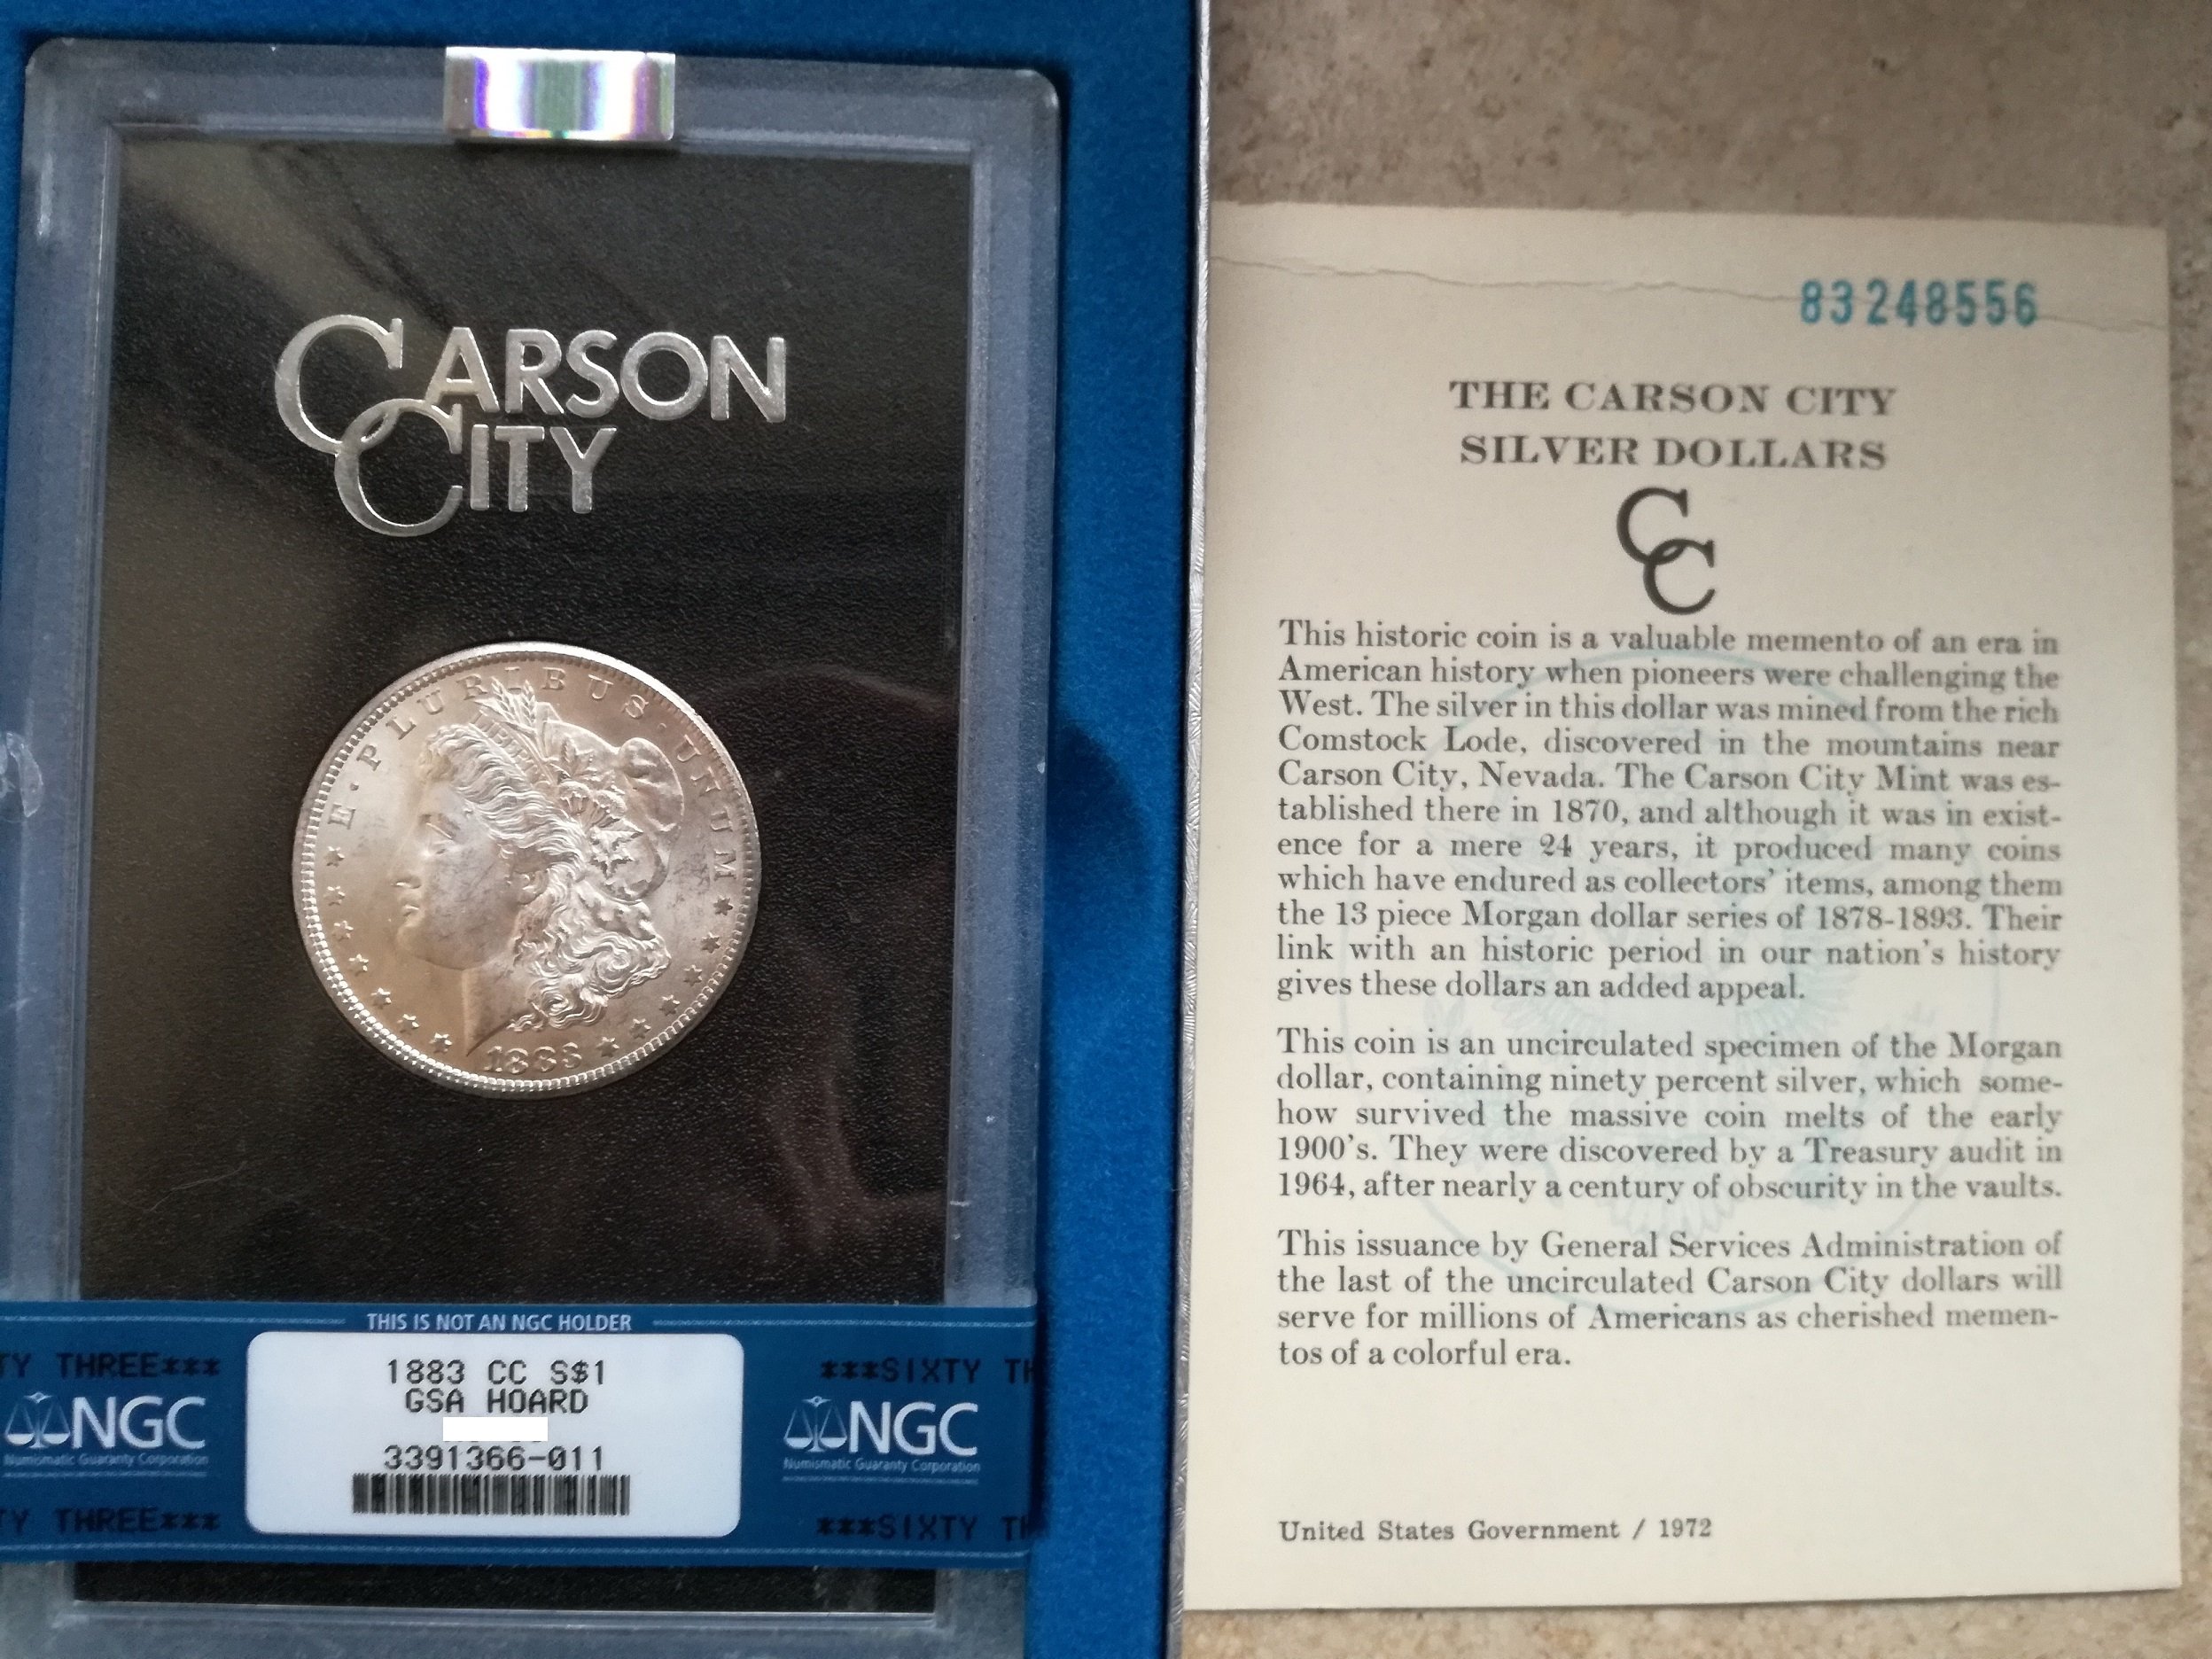 CARSON
CITY
E · PLURIBUS · UNUM
1883
THIS IS NOT AN NGC HOLDER
TY THREE***
***SIXTY TH
1883 CC S$1
GSA HOARD
3391366-011
NGC
Numismatic Guaranty Corporation
NGC
Numismatic Guaranty Corporation
TY THREE***
***SIXTY TH
83248556
THE CARSON CITY
SILVER DOLLARS
CC
This historic coin is a valuable memento of an era in
American history when pioneers were challenging the
West. The silver in this dollar was mined from the rich
Comstock Lode, discovered in the mountains near
Carson City, Nevada. The Carson City Mint was es-
tablished there in 1870, and although it was in exist-
ence for a mere 24 years, it produced many coins
which have endured as collectors' items, among them
the 13 piece Morgan dollar series of 1878-1893. Their
link with an historic period in our nation's history
gives these dollars an added appeal.
This coin is an uncirculated specimen of the Morgan
dollar, containing ninety percent silver, which some-
how survived the massive coin melts of the early
1900's. They were discovered by a Treasury audit in
1964, after nearly a century of obscurity in the vaults.
This issuance by General Services Administration of
the last of the uncirculated Carson City dollars will
serve for millions of Americans as cherished memen-
tos of a colorful era.
United States Government / 1972